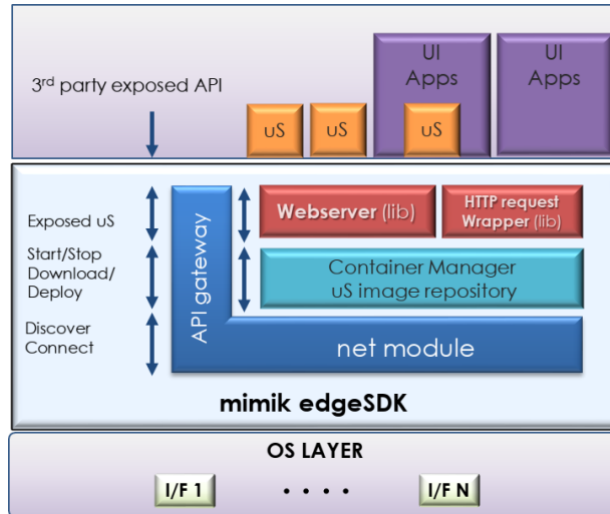 UI
Apps
UI
Apps
3rd party exposed API
uS
uS
uS
Exposed uS
Webserver (lib)
HTTP request
Wrapper (lib)
Start/Stop
Download/
Deploy
API gateway
Container Manager
uS image repository
Discover
Connect
net module
mimik edgeSDK
OS LAYER
I/F 1
. . . .
I/F N